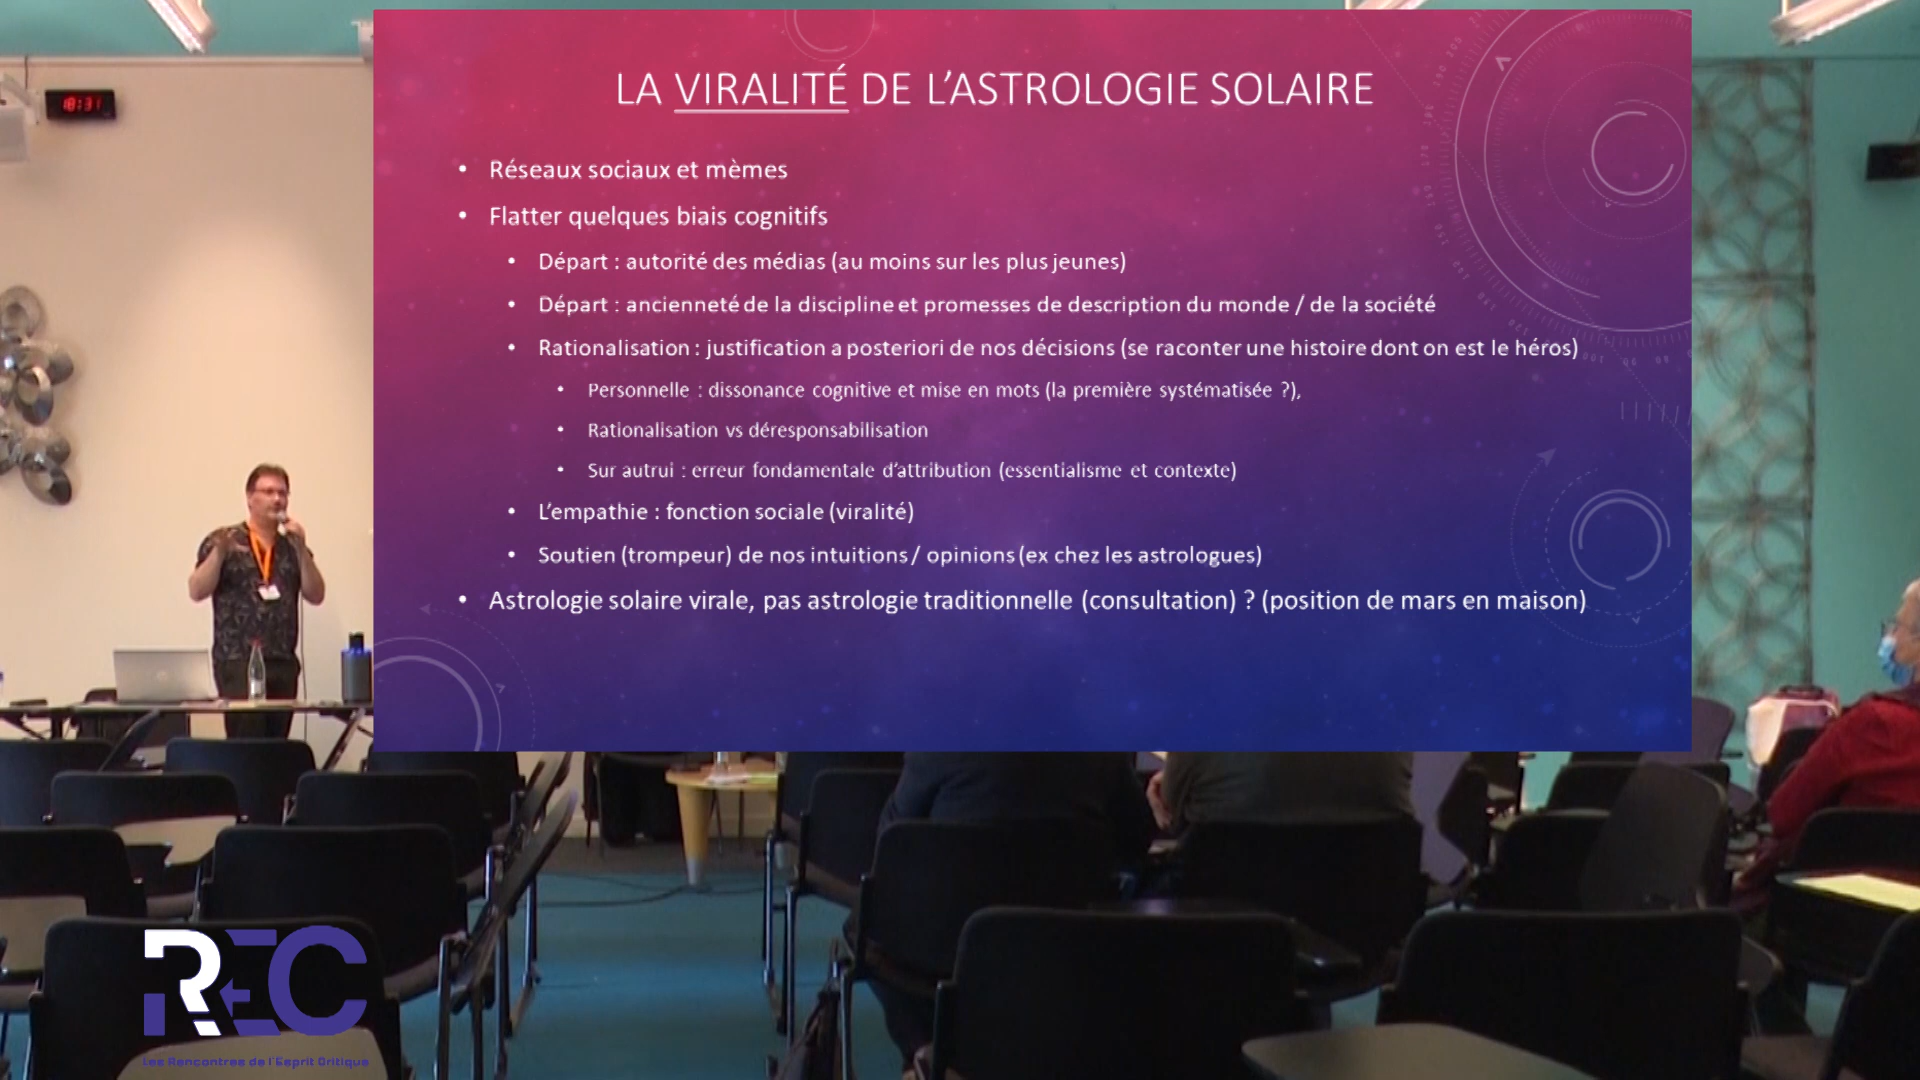 18:31
LA VIRALITÉ DE L'ASTROLOGIE SOLAIRE
• Réseaux sociaux et mèmes
• Flatter quelques biais cognitifs
• Départ : autorité des médias (au moins sur les plus jeunes)
• Départ : ancienneté de la discipline et promesses de description du monde / de la société
• Rationalisation : justification a posteriori de nos décisions (se raconter une histoire dont on est le héros)
• Personnelle : dissonance cognitive et mise en mots (la première systématisée ?),
• Rationalisation vs déresponsabilisation
• Sur autrui : erreur fondamentale d'attribution (essentialisme et contexte)
• L'empathie : fonction sociale (viralité)
• Soutien (trompeur) de nos intuitions / opinions (ex chez les astrologues)
• Astrologie solaire virale, pas astrologie traditionnelle (consultation) ? (position de mars en maison)
REC
Les Rencontres de l'Esprit Critique